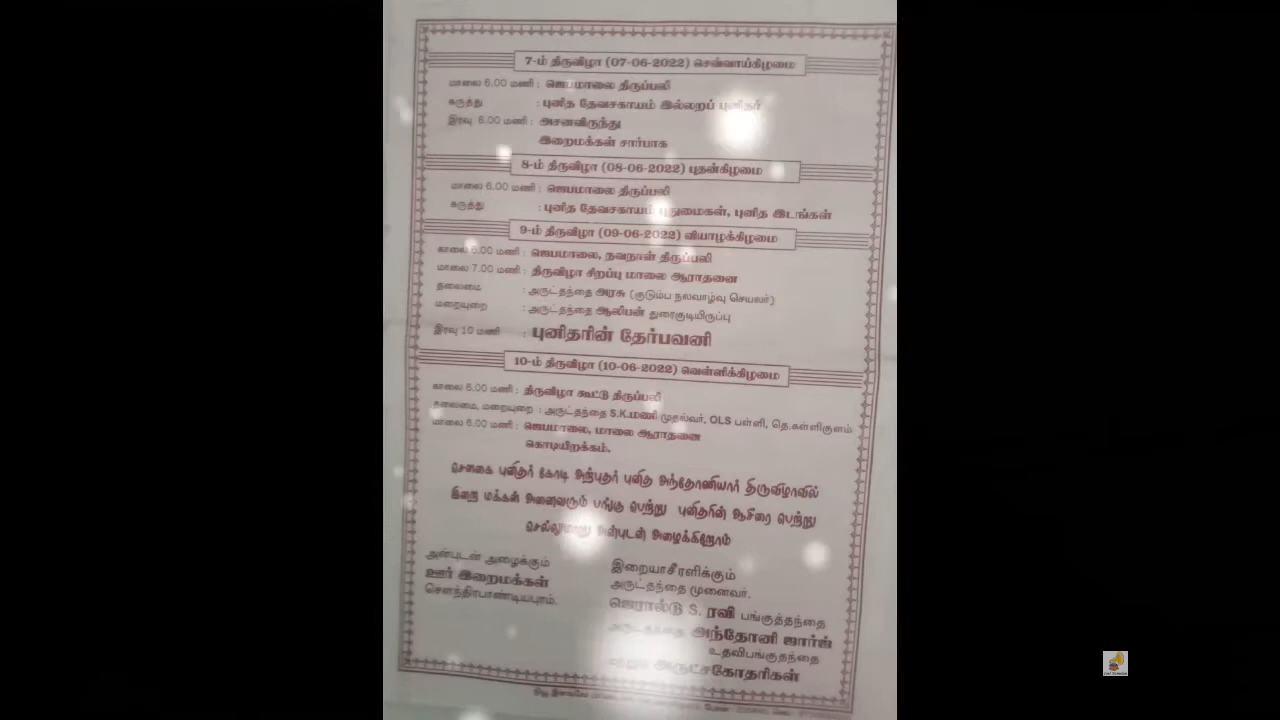 7-ம் திருவிழா (07-06-2022) செவ்வாய்கிழமை
மாலை 6.00 மணி : ஜெபமாலை திருப்பலி
கருத்து : புனித தேவசகாயம் இல்லறப் புனிதர்
இரவு 8.00 மணி : அசனவிருந்து
இறைமக்கள் சார்பாக
8-ம் திருவிழா (08-06-2022) புதன்கிழமை
மாலை 6.00 மணி : ஜெபமாலை திருப்பலி
கருத்து : புனித தேவசகாயம் புதுமைகள், புனித இடங்கள்
9-ம் திருவிழா (09-06-2022) வியாழக்கிழமை
காலை 6.00 மணி : ஜெபமாலை, நவநாள் திருப்பலி
மாலை 7.00 மணி : திருவிழா சிறப்பு மாலை ஆராதனை
தலைமை : அருட்தந்தை அரசு (குடும்ப நலவாழ்வு செயலர்)
மறையுறை : அருட்தந்தை ஆலிபன் துரைகுடியிருப்பு
இரவு 10 மணி : புனிதரின் தேர்பவனி
10-ம் திருவிழா (10-06-2022) வெள்ளிக்கிழமை
காலை 6.00 மணி : திருவிழா கூட்டு திருப்பலி
தலைமை, மறையுறை : அருட்தந்தை S.K.மணி முதல்வர், OLS பள்ளி, தெ.கள்ளிகுளம்
மாலை 6.00 மணி : ஜெபமாலை, மாலை ஆராதனை
கொடியிறக்கம்.
சௌகை புனிதர் கோடி அற்புதர் புனித அந்தோணியார் திருவிழாவில்
இறை மக்கள் அனைவரும் பங்கு பெற்று புனிதரின் ஆசீரை பெற்று
செல்லுமாறு அன்புடன் அழைக்கிறோம்
அன்புடன் அழைக்கும்
ஊர் இறைமக்கள்
சௌந்திரபாண்டியபுரம்.
இறையாசீரளிக்கும்
அருட்தந்தை முனைவர்.
ஜெரால்டு S. ரவி பங்குத்தந்தை
அருட்தந்தை அந்தோணி ஜார்ஜ்
உதவிபங்குதந்தை
மற்றும் அருட்சகோதரிகள்